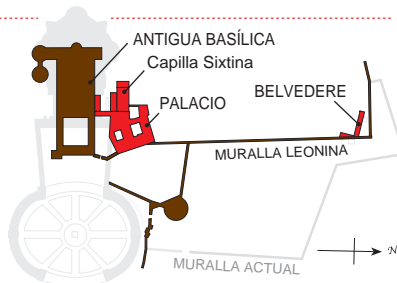 ANTIGUA BASÍLICA
Capilla Sixtina
PALACIO
BELVEDERE
MURALLA LEONINA
MURALLA ACTUAL
N